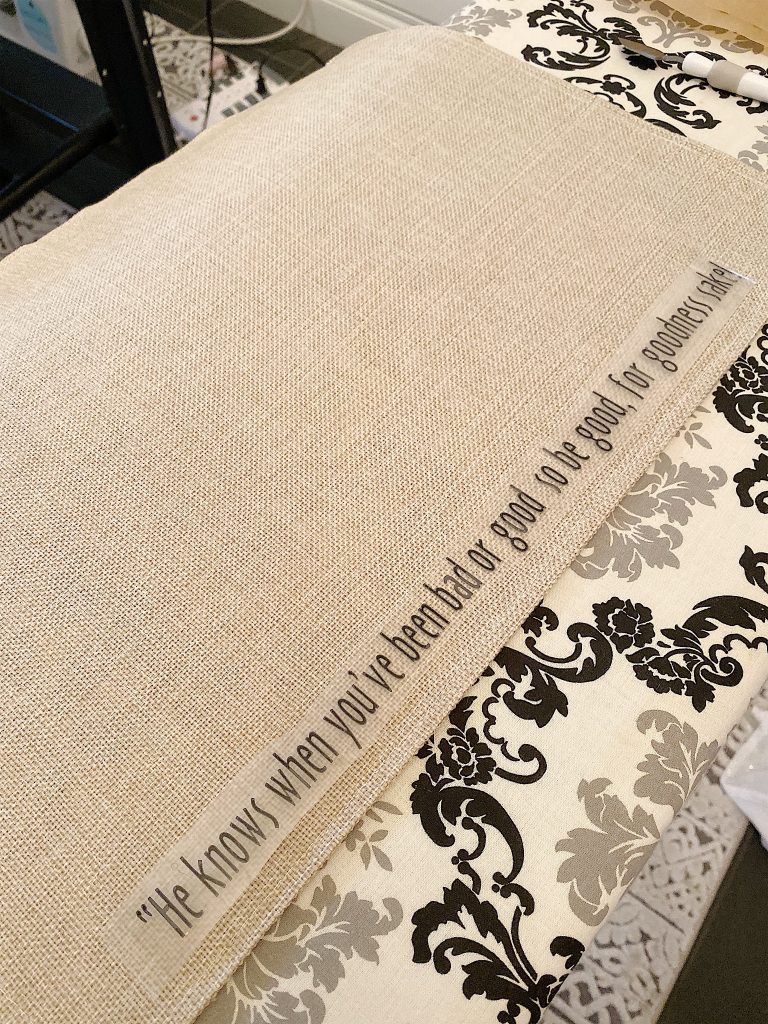 “He knows when you've been bad or good so be good, for goodness sake!